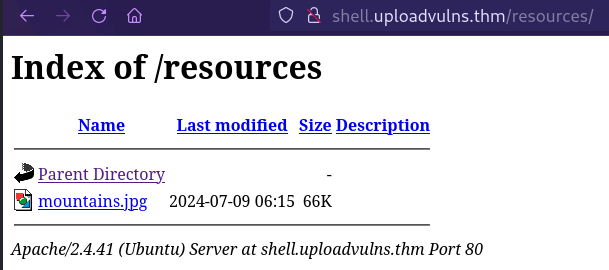 shell.uploadvulns.thm/resources/
Index of /resources
Name Last modified Size Description
Parent Directory -
mountains.jpg 2024-07-09 06:15 66K
Apache/2.4.41 (Ubuntu) Server at shell.uploadvulns.thm Port 80